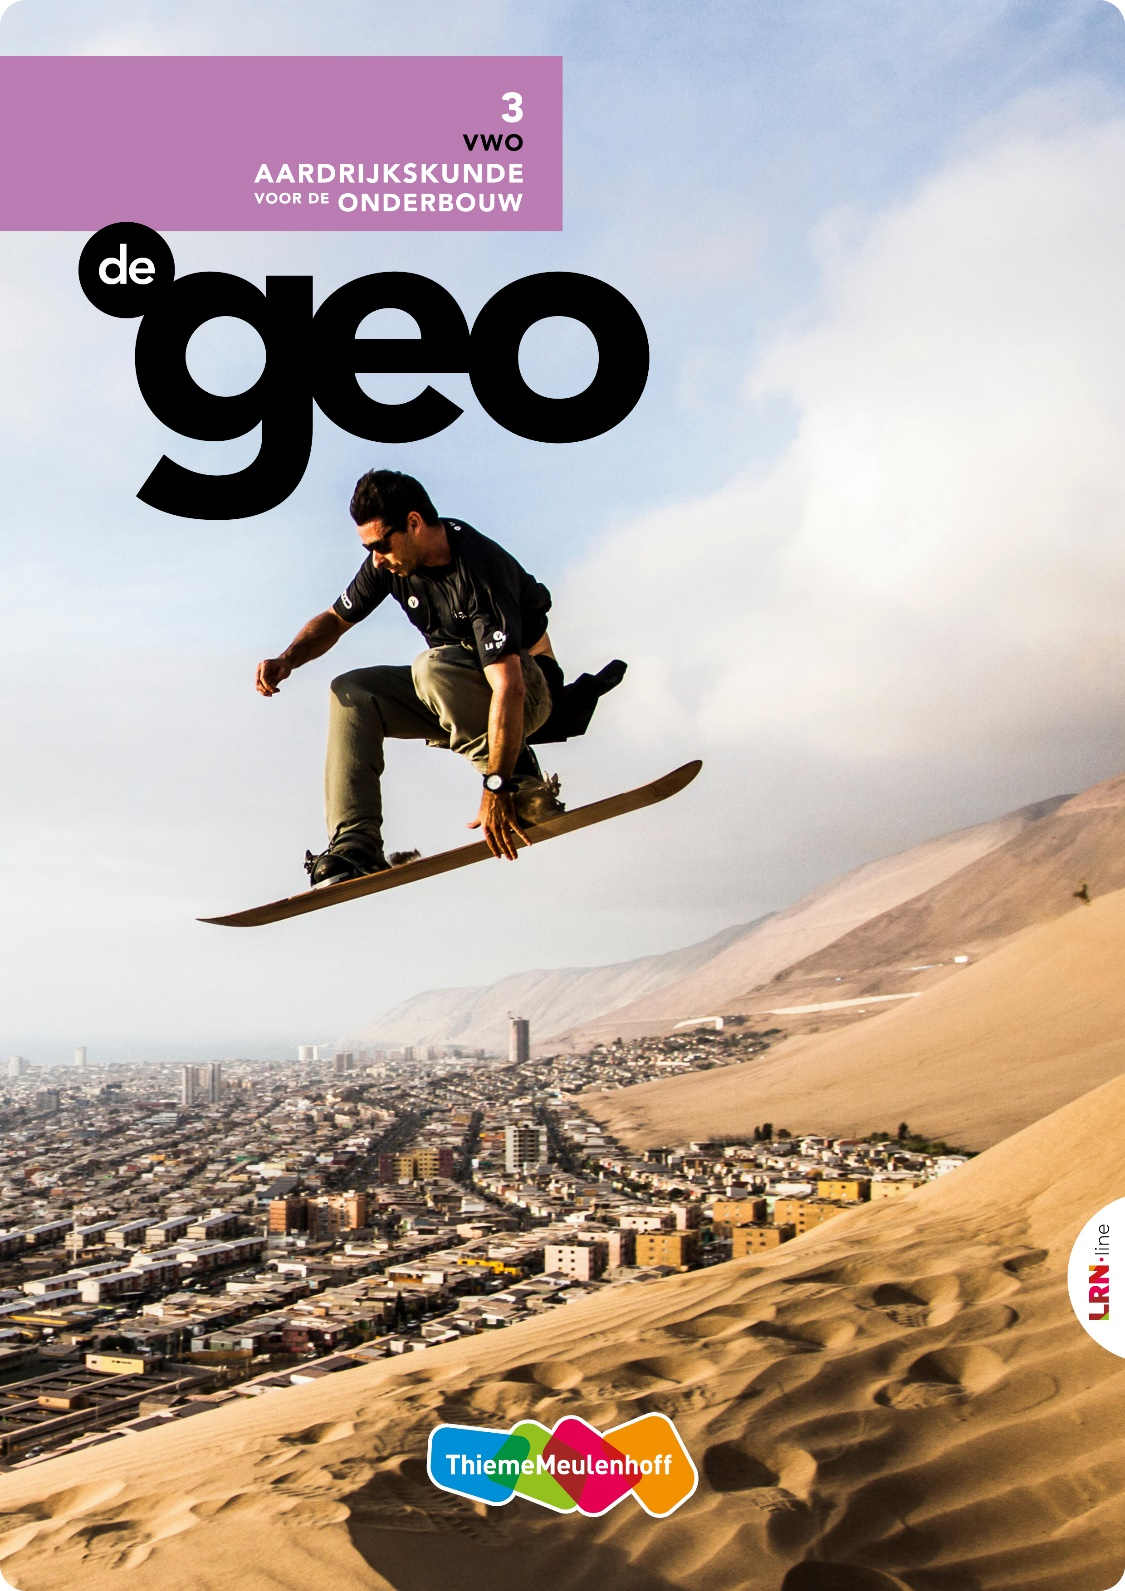 3
VWO
AARDRIJKSKUNDE
VOOR DE ONDERBOUW
de
geo
LRN·line
ThiemeMeulenhoff